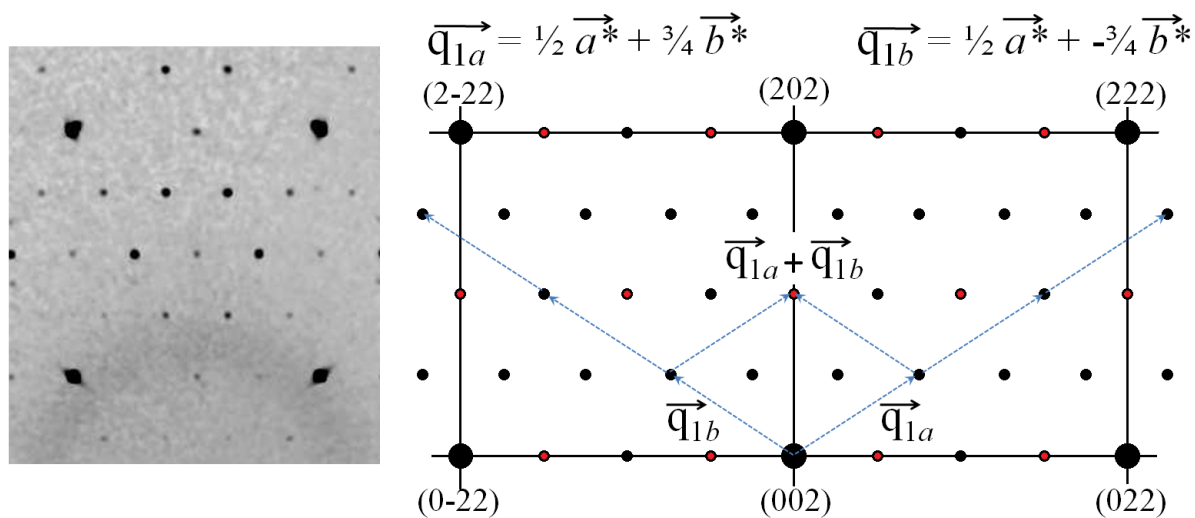 q1a = ½ a* + ¾ b*
q1b = ½ a* + -¾ b*
(2-22)
(202)
(222)
q1a + q1b
q1b
q1a
(0-22)
(002)
(022)